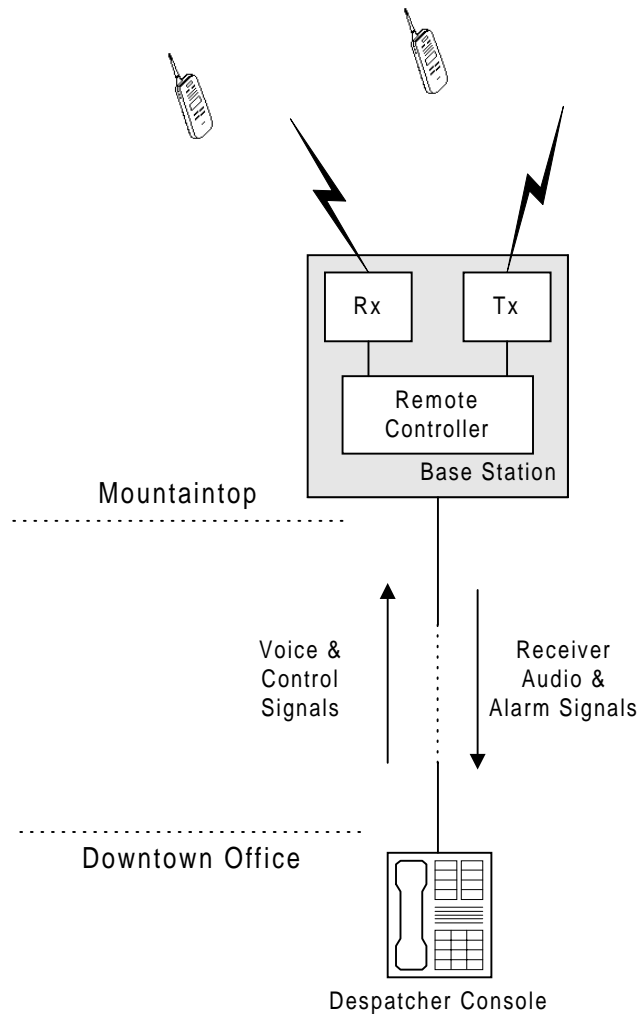 Rx
Tx
Remote
Controller
Base Station
Mountaintop
Voice &
Control
Signals
Receiver
Audio &
Alarm Signals
Downtown Office
Despatcher Console